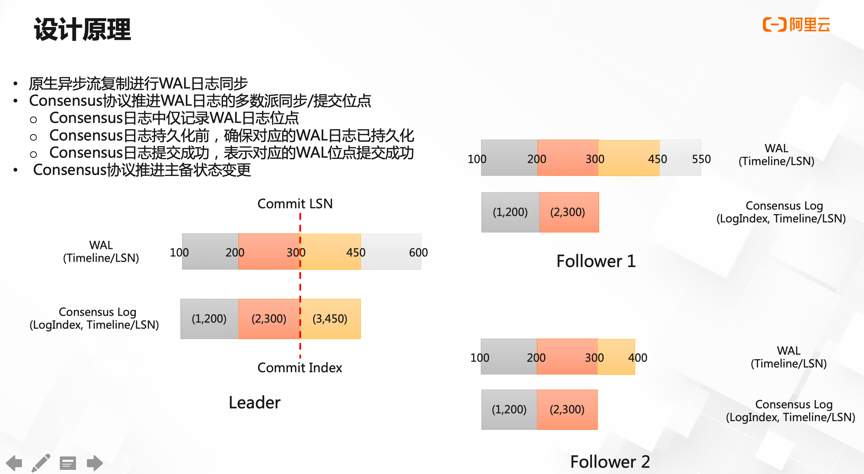 设计原理
阿里云
• 原生异步流复制进行WAL日志同步
• Consensus协议推进WAL日志的多数派同步/提交位点
o Consensus日志中仅记录WAL日志位点
o Consensus日志持久化前，确保对应的WAL日志已持久化
o Consensus日志提交成功，表示对应的WAL位点提交成功
• Consensus协议推进主备状态变更
Commit LSN
WAL
(Timeline/LSN)
100 200 300 450 600
Consensus Log
(LogIndex, Timeline/LSN)
(1,200) (2,300) (3,450)
Commit Index
Leader
100 200 300 450 550
WAL
(Timeline/LSN)
(1,200) (2,300)
Consensus Log
(LogIndex, Timeline/LSN)
Follower 1
100 200 300 400
WAL
(Timeline/LSN)
(1,200) (2,300)
Consensus Log
(LogIndex, Timeline/LSN)
Follower 2